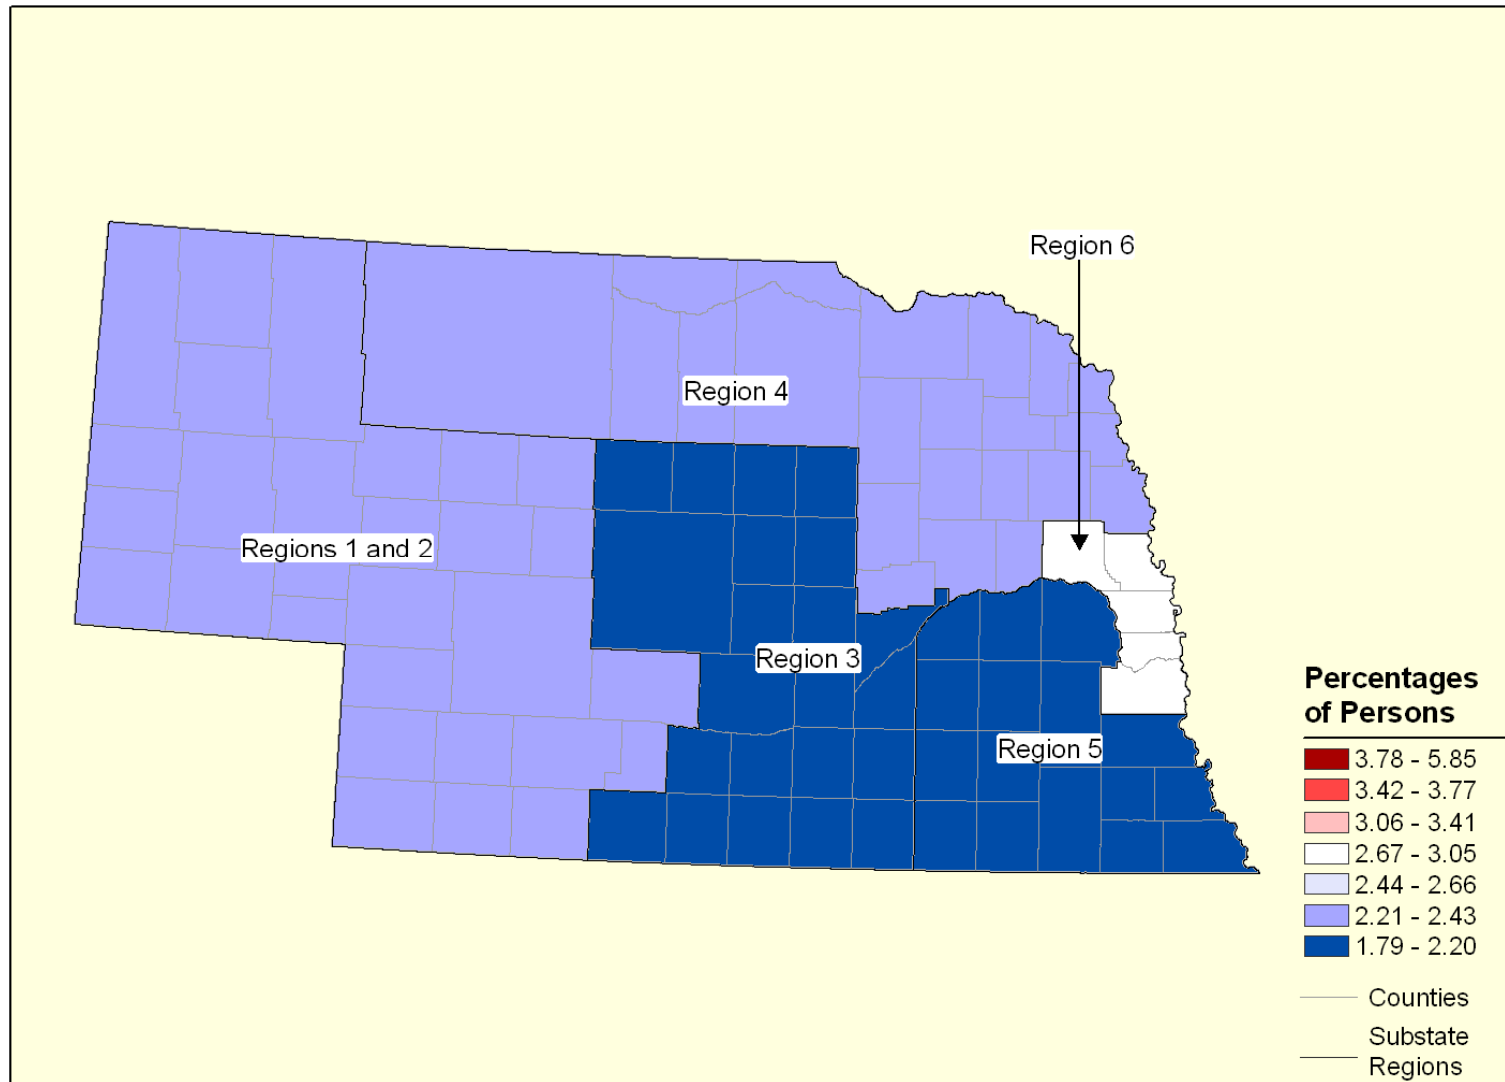 Region 6
Region 4
Regions 1 and 2
Region 3
Region 5
Percentages
of Persons
3.78 - 5.85
3.42 - 3.77
3.06 - 3.41
2.67 - 3.05
2.44 - 2.66
2.21 - 2.43
1.79 - 2.20
Counties
Substate
Regions